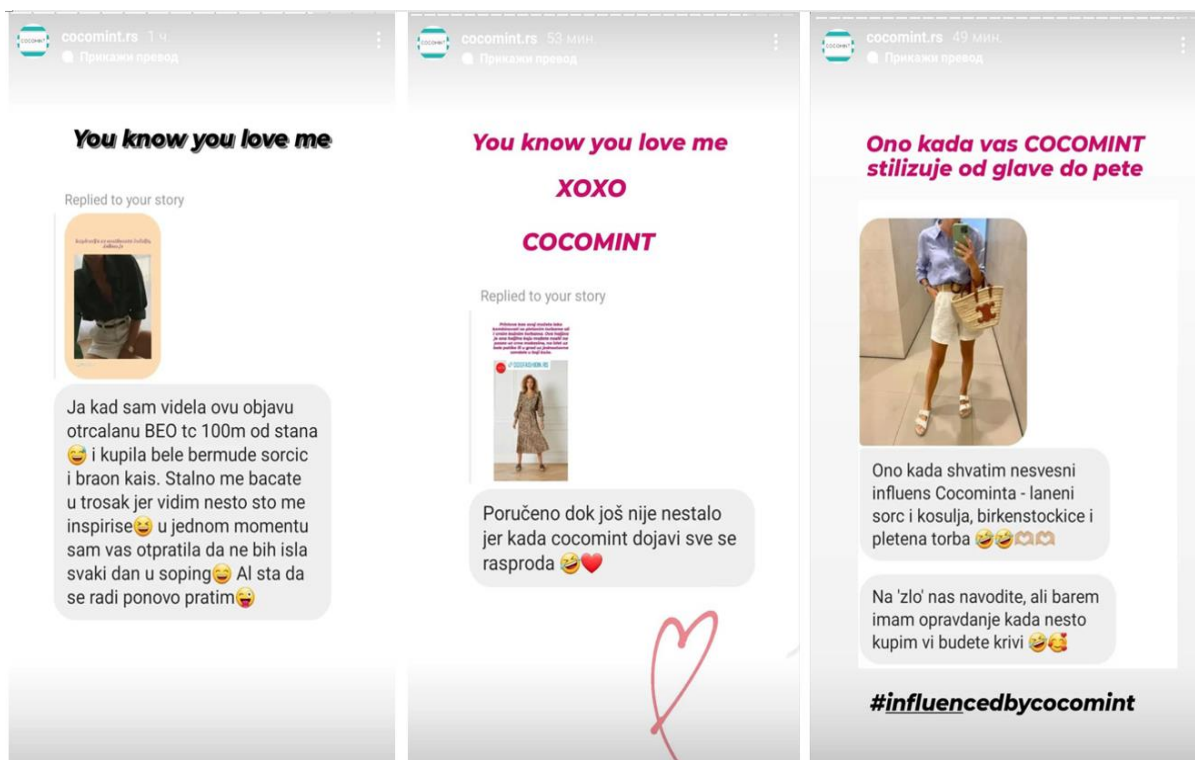 COCOMINT
cocomint.rs 1
Прикажи превод
You know you love me
Replied to your story
Ja kad sam videla ovu objavu
otrcalanu BEO tc 100m od stana
😅 i kupila bele bermude sorcic
i braon kais. Stalno me bacate
u trosak jer vidim nesto sto me
inspirise😆 u jednom momentu
sam vas otpratila da ne bih isla
svaki dan u soping😅 Al sta da
se radi ponovo pratim😜
COCOMINT
cocomint.rs 53 мин
Прикажи превод
You know you love me
XOXO
COCOMINT
Replied to your story
Poručeno dok još nije nestalo
jer kada cocomint dojavi sve se
rasproda 🤣❤️
COCOMINT
cocomint.rs 49 мин.
Прикажи превод
Ono kada vas COCOMINT
stilizuje od glave do pete
Ono kada shvatim nesvesni
influens Cocominta - laneni
sorc i kosulja, birkenstockice i
pletena torba 🤣🤣🫶🏼🫶🏼
Na 'zlo' nas navodite, ali barem
imam opravdanje kada nesto
kupim vi budete krivi 🤣🥰
#influencedbycocomint